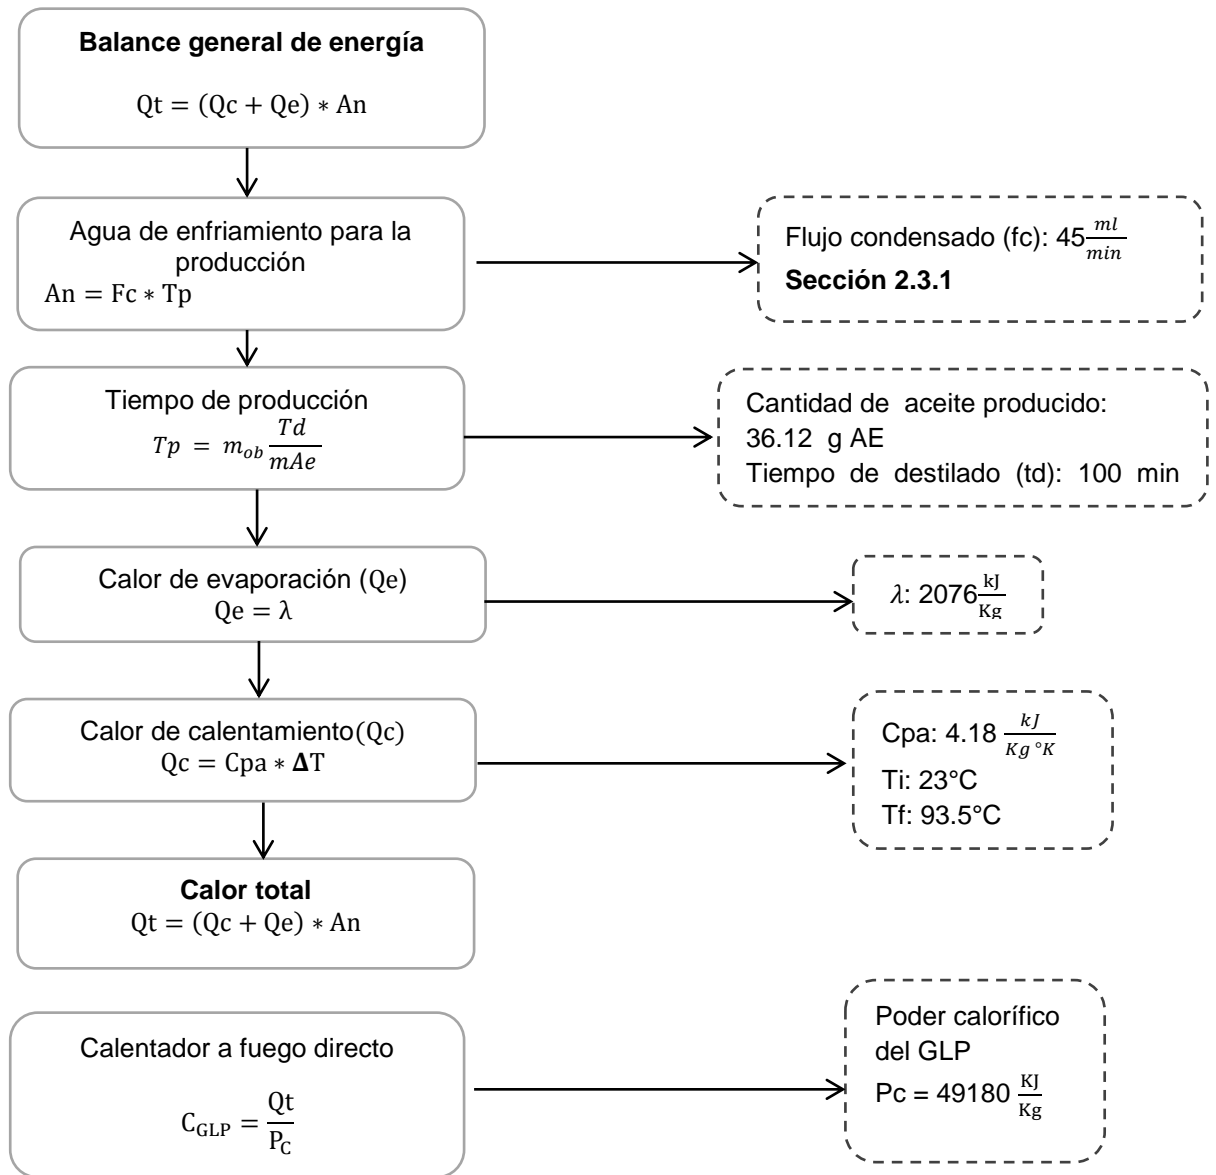 Balance general de energía
Qt = (Qc + Qe) ∗ An
Agua de enfriamiento para la
producción
An = Fc ∗ Tp
Flujo condensado (fc): 45 ml/min
Sección 2.3.1
Tiempo de producción
Tp = m_ob Td/mAe
Cantidad de aceite producido:
36.12 g AE
Tiempo de destilado (td): 100 min
Calor de evaporación (Qe)
Qe = λ
λ: 2076 kJ/Kg
Calor de calentamiento(Qc)
Qc = Cpa ∗ ΔT
Cpa: 4.18 kJ/Kg °K
Ti: 23°C
Tf: 93.5°C
Calor total
Qt = (Qc + Qe) ∗ An
Calentador a fuego directo
C_GLP = Qt/P_C
Poder calorífico
del GLP
Pc = 49180 KJ/Kg